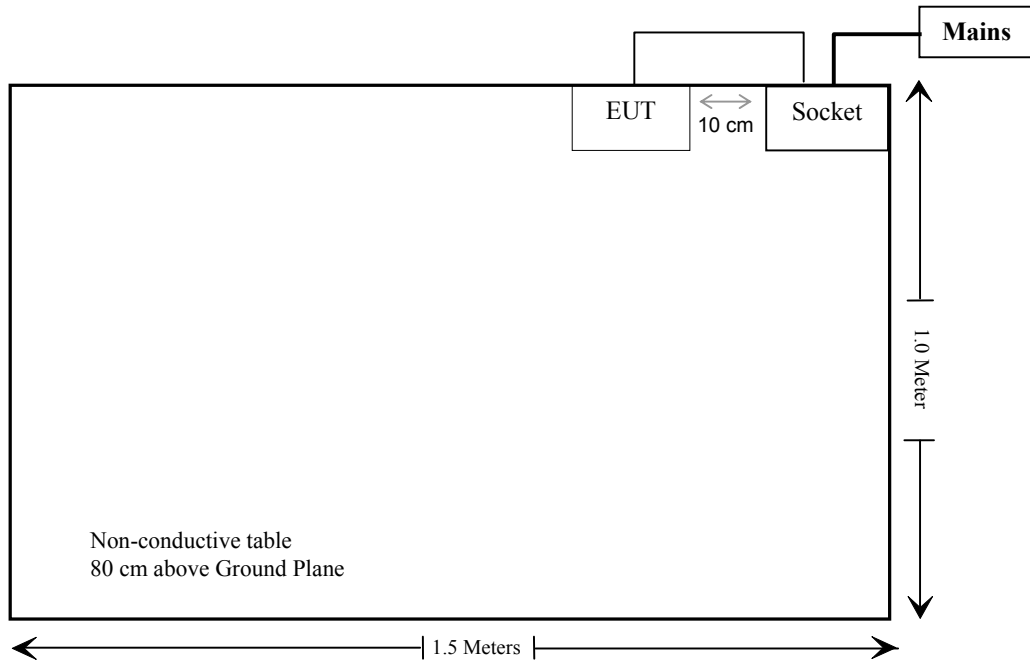 Mains
EUT
10 cm
Socket
1.0 Meter
Non-conductive table
80 cm above Ground Plane
1.5 Meters